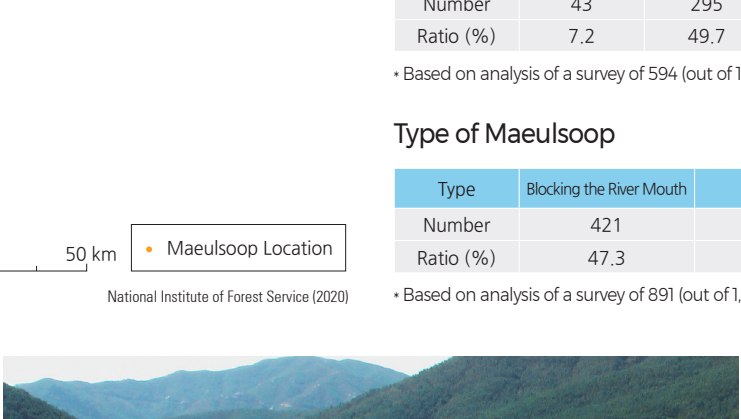 Number 43 295
Ratio (%) 7.2 49.7
* Based on analysis of a survey of 594 (out of 1
Type of Maeulsoop
Type Blocking the River Mouth
Number 421
Ratio (%) 47.3
* Based on analysis of a survey of 891 (out of 1,
50 km
Maeulsoop Location
National Institute of Forest Service (2020)